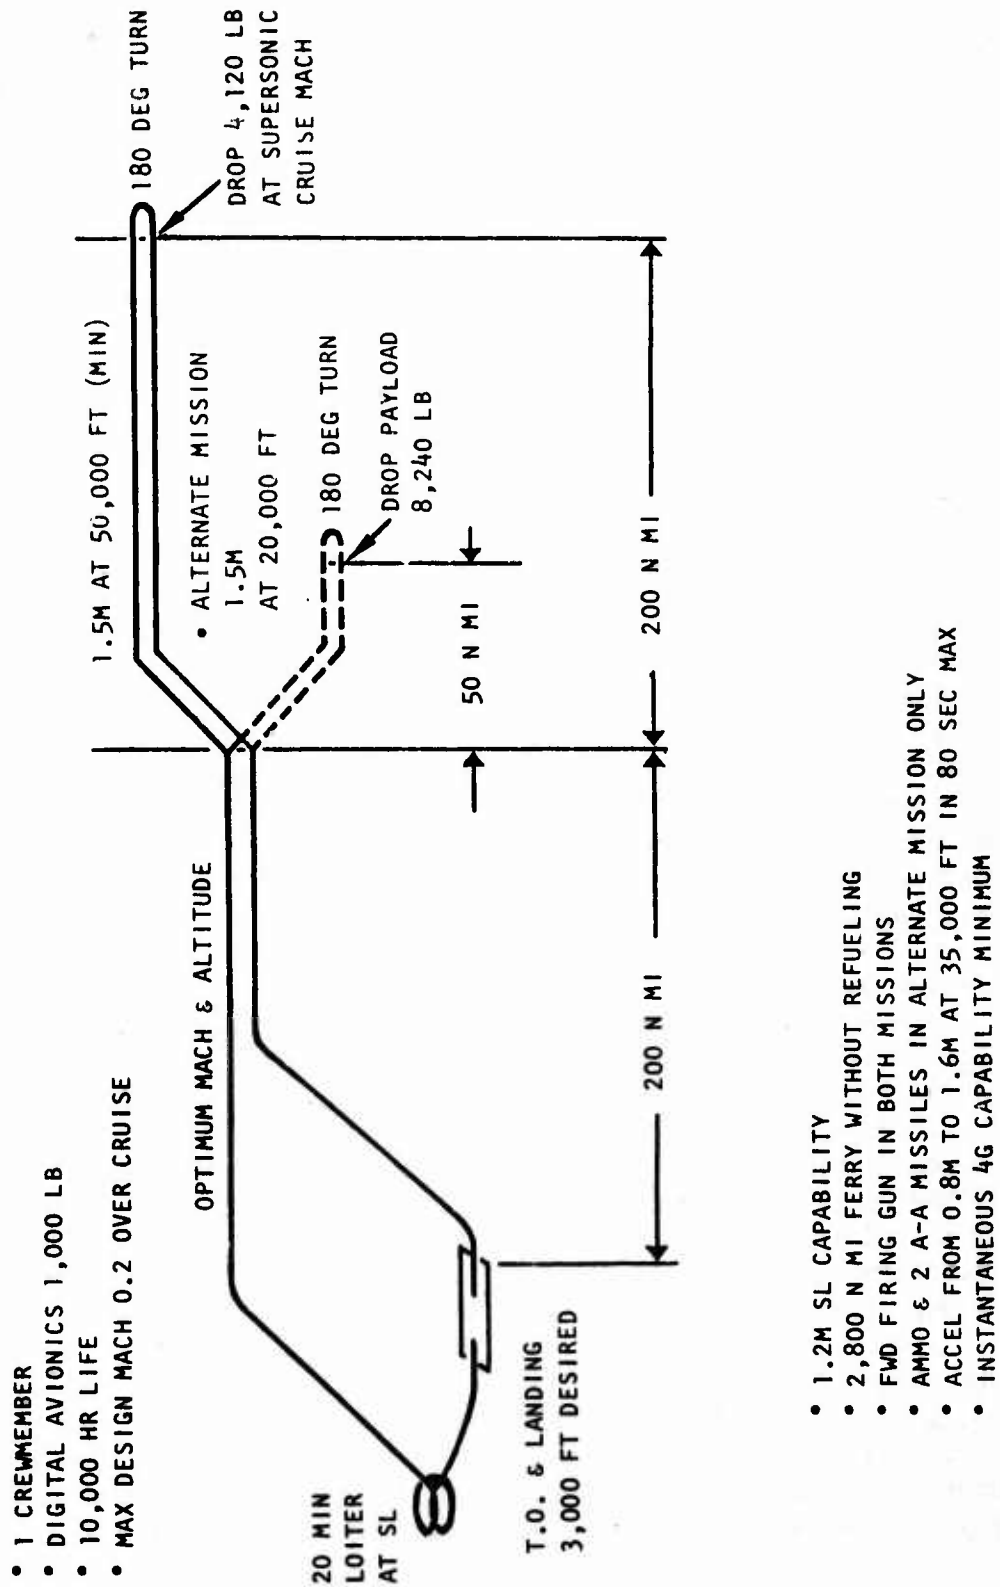 • 1 CREWMEMBER
• DIGITAL AVIONICS 1,000 LB
• 10,000 HR LIFE
• MAX DESIGN MACH 0.2 OVER CRUISE
OPTIMUM MACH & ALTITUDE
1.5M AT 50,000 FT (MIN)
180 DEG TURN
DROP 4,120 LB
AT SUPERSONIC
CRUISE MACH
• ALTERNATE MISSION
1.5M
AT 20,000 FT
180 DEG TURN
DROP PAYLOAD
8,240 LB
20 MIN
LOITER
AT SL
50 N MI
T.O. & LANDING
3,000 FT DESIRED
200 N MI
200 N MI
• 1.2M SL CAPABILITY
• 2,800 N MI FERRY WITHOUT REFUELING
• FWD FIRING GUN IN BOTH MISSIONS
• AMMO & 2 A-A MISSILES IN ALTERNATE MISSION ONLY
• ACCEL FROM 0.8M TO 1.6M AT 35,000 FT IN 80 SEC MAX
• INSTANTANEOUS 4G CAPABILITY MINIMUM